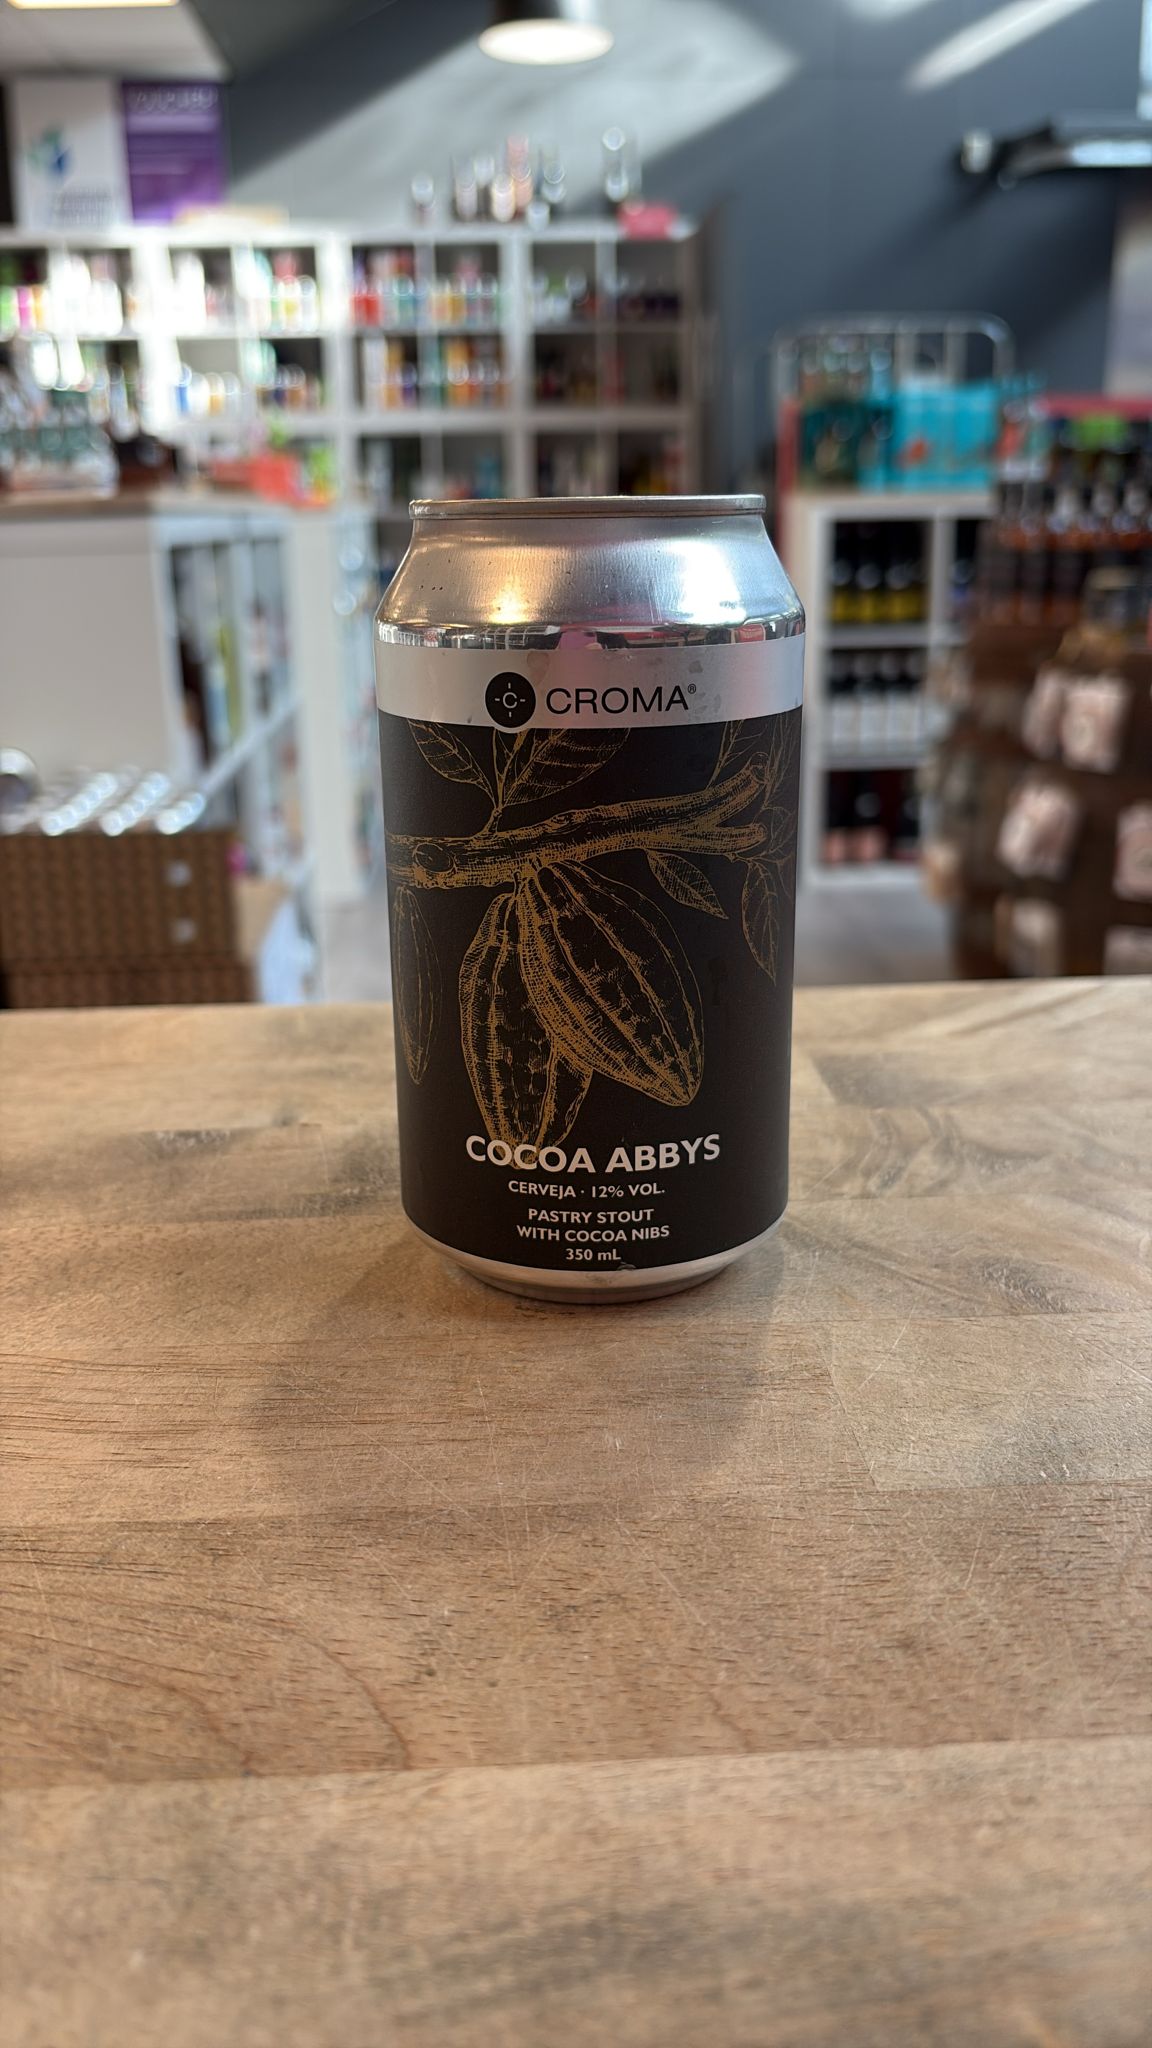 CROMA®
COCOA ABBYS
CERVEJA · 12% VOL.
PASTRY STOUT
WITH COCOA NIBS
350 mL